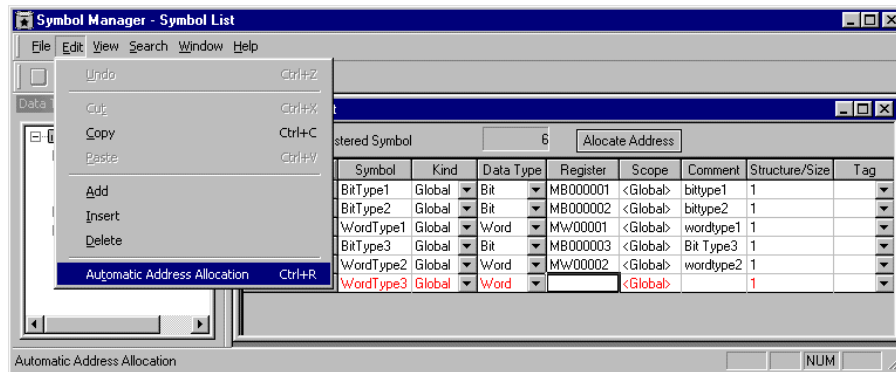 Symbol Manager - Symbol List
File Edit View Search Window Help
Undo Ctrl+Z
Cut Ctrl+X
Copy Ctrl+C
Paste Ctrl+V
Add
Insert
Delete
Automatic Address Allocation Ctrl+R
Data
stered Symbol 6 Alocate Address
Symbol Kind Data Type Register Scope Comment Structure/Size Tag
BitType1 Global Bit MB000001 <Global> bittype1 1
BitType2 Global Bit MB000002 <Global> bittype2 1
WordType1 Global Word MW00001 <Global> wordtype1 1
BitType3 Global Bit MB000003 <Global> Bit Type3 1
WordType2 Global Word MW00002 <Global> wordtype2 1
WordType3 Global Word <Global> 1
Automatic Address Allocation NUM